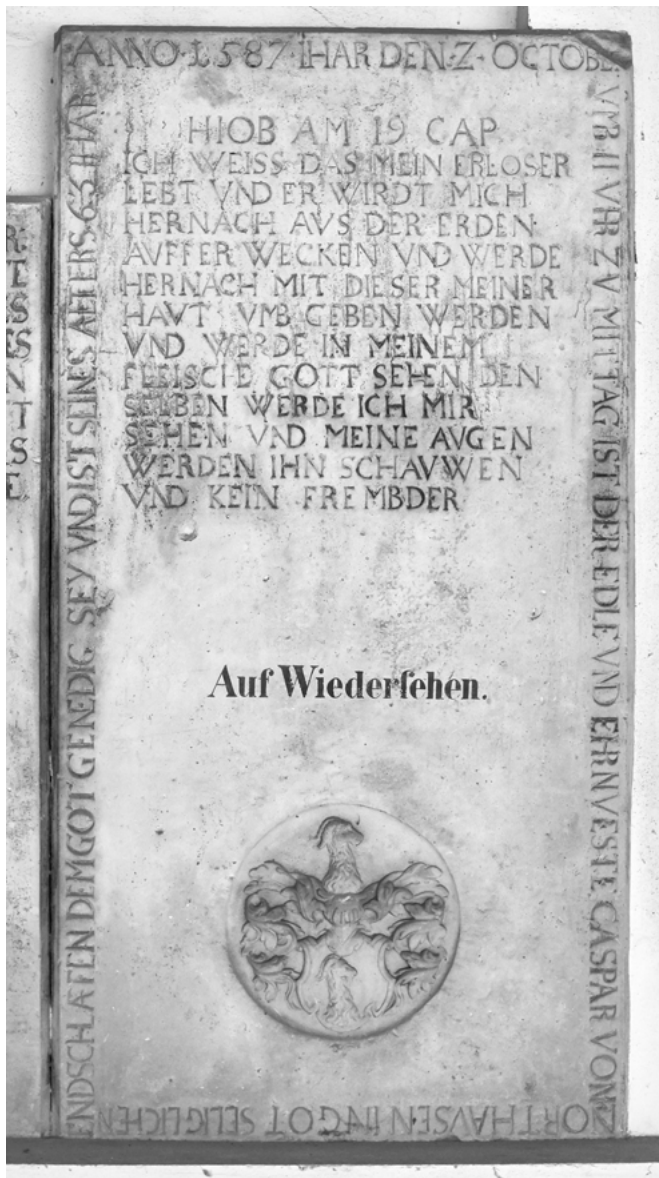 ANNO·1587·IHAR DEN·Z·OCTOBE
VMB·11 VHR ZV MITTAG IST DER EDLE VND EHRNVESTE CASPAR VON
NORTHAVSEN IN GOT SELIGLICHEN
ENDSCHLAFEN DEM GOT GENEDIG SEY VND IST SEINES ALTERS 63 IHAR
HIOB AM 19 CAP
ICH WEISS DAS MEIN ERLOSER
LEBT VND ER WIRDT MICH
HERNACH AVS DER ERDEN
AVFFER WECKEN VND WERDE
HERNACH MIT DIESER MEINER
HAVT VMB GEBEN WERDEN
VND WERDE IN MEINEM
FLEISCHE GOTT SEHEN DEN
SELBEN WERDE ICH MIR
SEHEN VND MEINE AVGEN
WERDEN IHN SCHAVWEN
VND KEIN FREMBDER
Auf Wiederſehen.